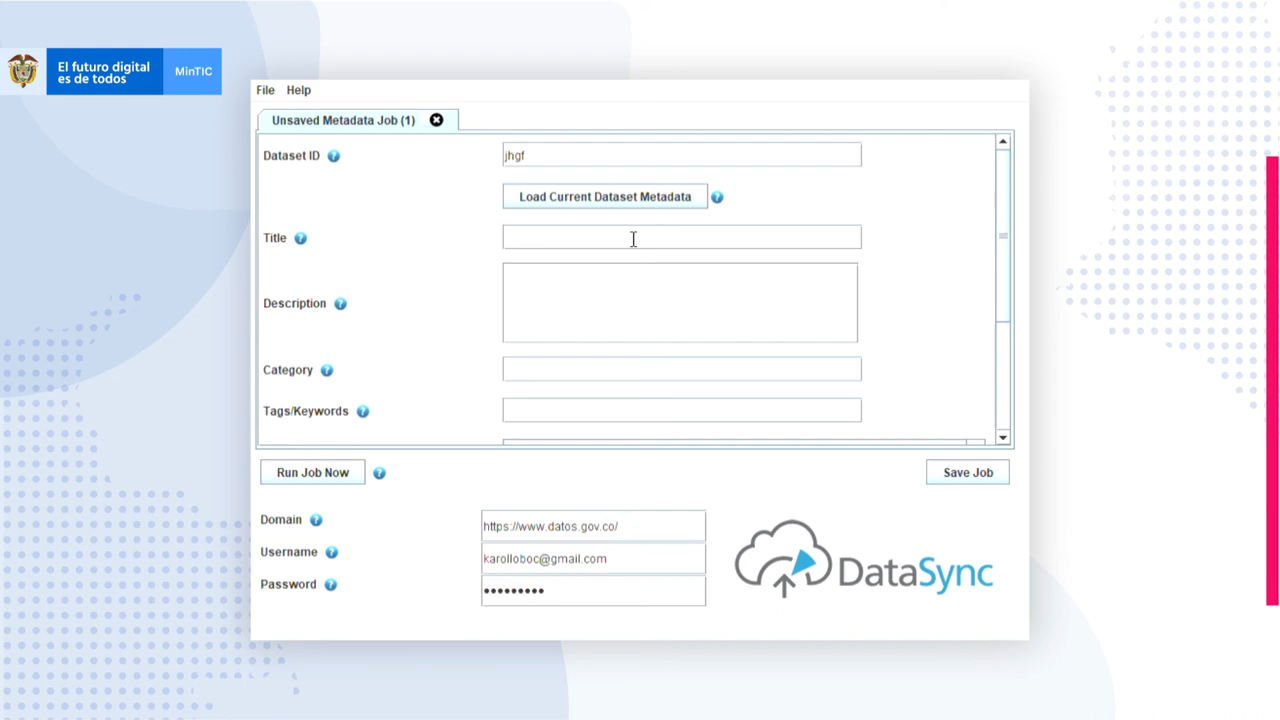 El futuro digital
es de todos
MinTIC
File Help
Unsaved Metadata Job (1)
Dataset ID
jhgf
Load Current Dataset Metadata
Title
Description
Category
Tags/Keywords
Run Job Now
Save Job
Domain
https://www.datos.gov.co/
Username
karolloboc@gmail.com
Password
•••••••••
DataSync